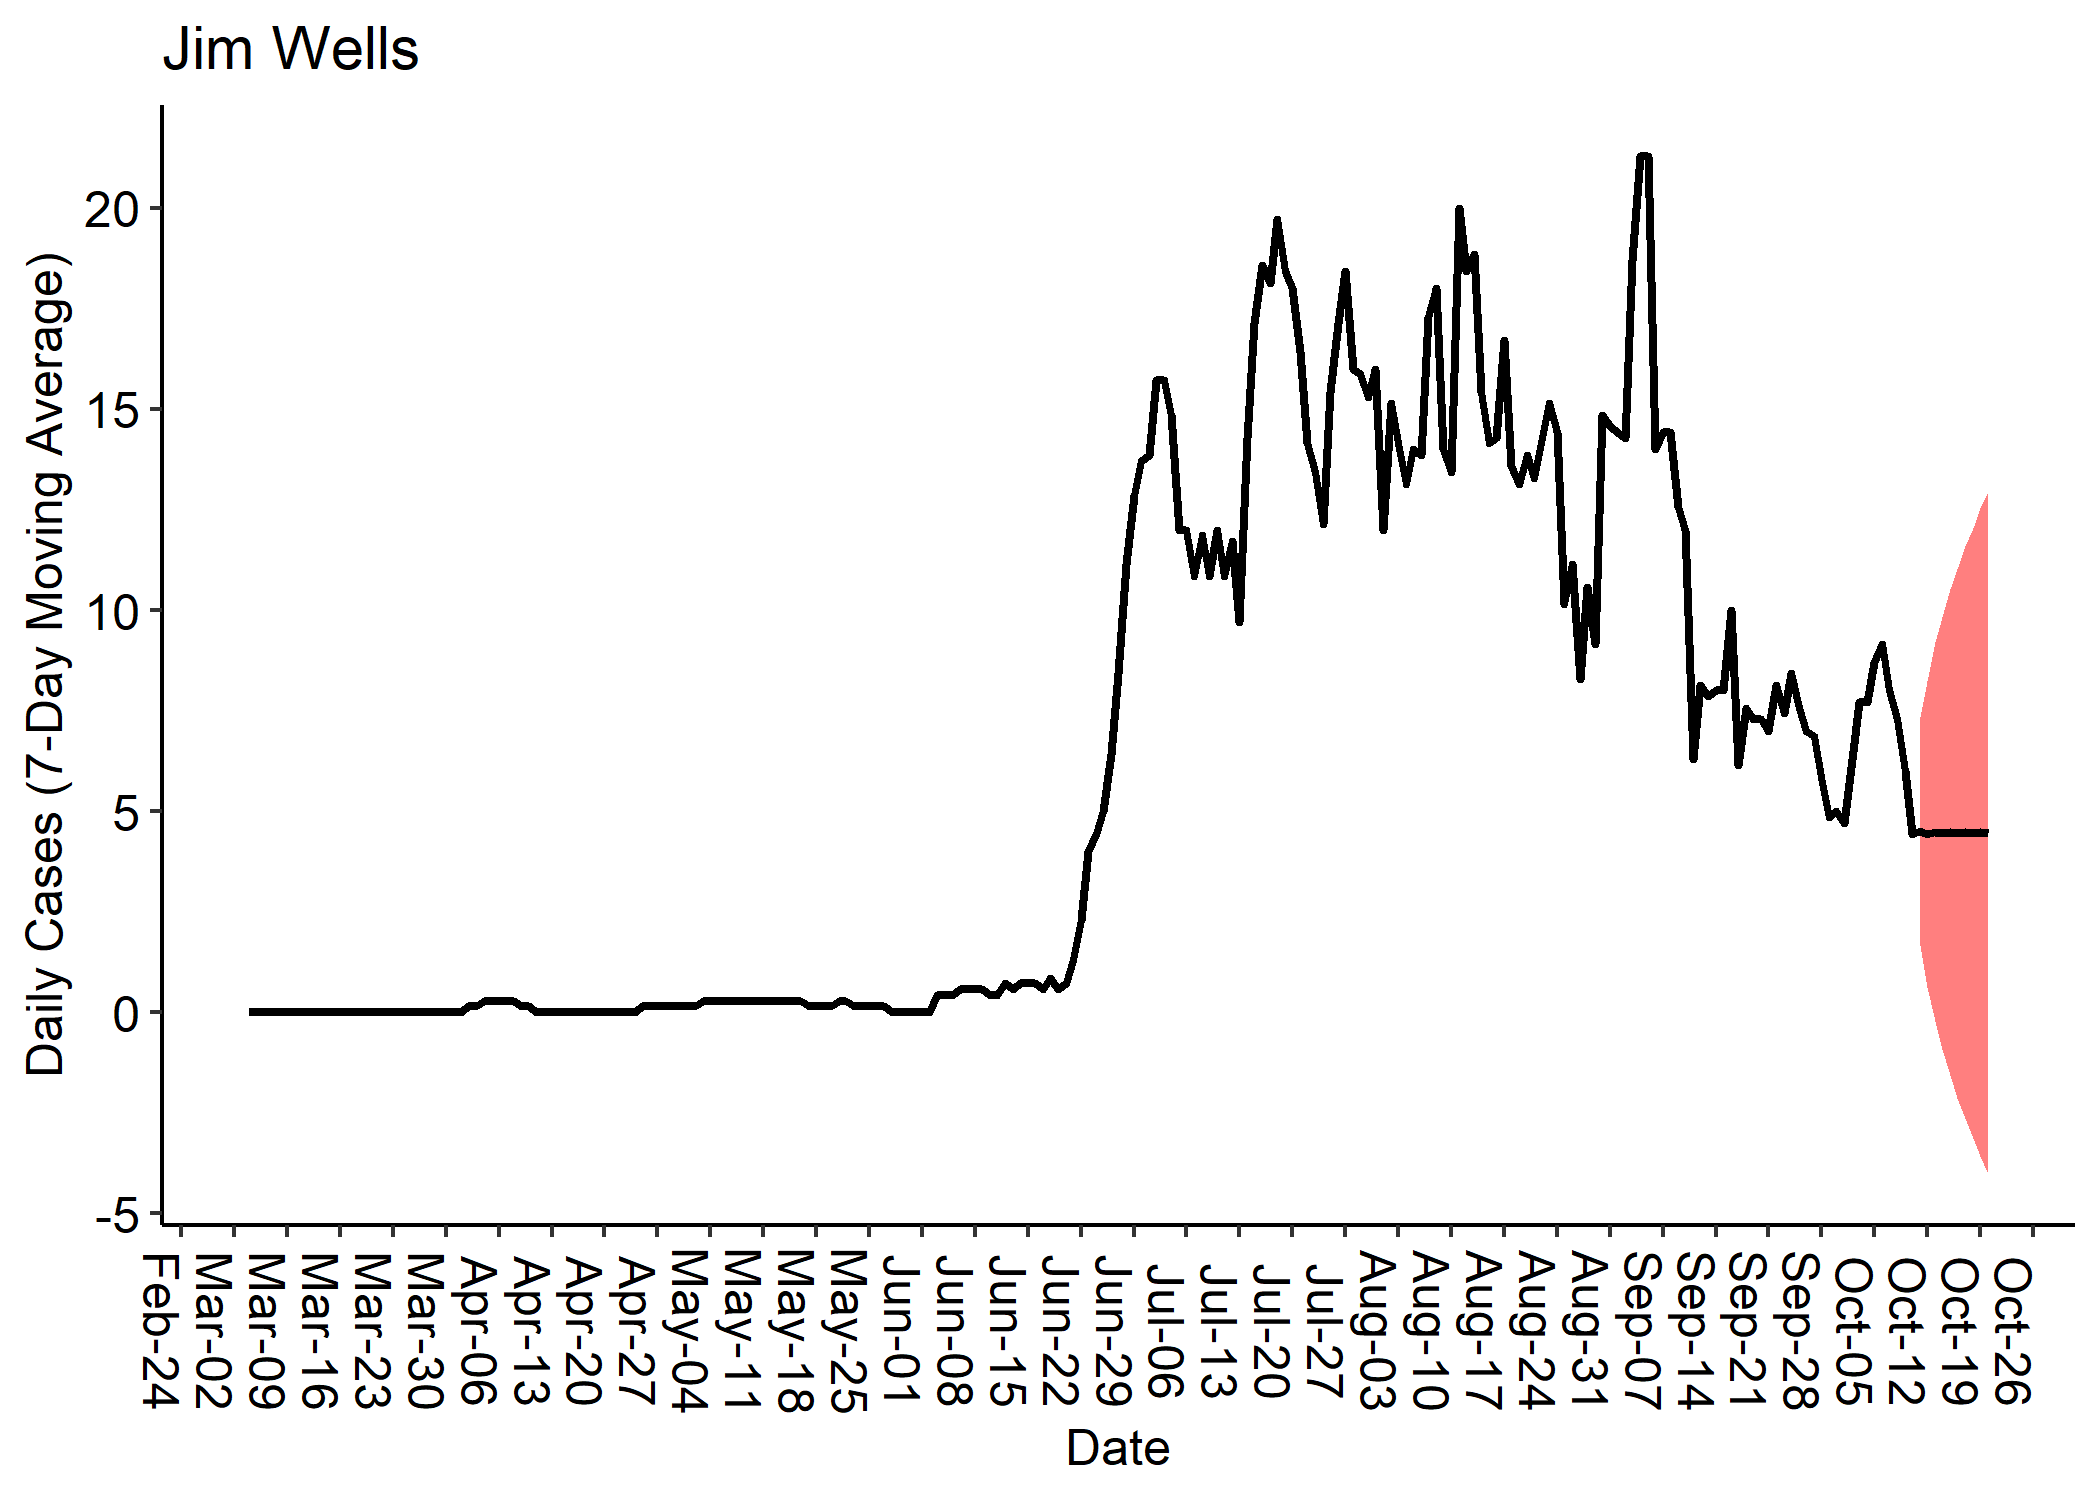 Jim Wells
Daily Cases (7-Day Moving Average)
20
15
10
5
0
-5
Feb-24
Mar-02
Mar-09
Mar-16
Mar-23
Mar-30
Apr-06
Apr-13
Apr-20
Apr-27
May-04
May-11
May-18
May-25
Jun-01
Jun-08
Jun-15
Jun-22
Jun-29
Jul-06
Jul-13
Jul-20
Jul-27
Aug-03
Aug-10
Aug-17
Aug-24
Aug-31
Sep-07
Sep-14
Sep-21
Sep-28
Oct-05
Oct-12
Oct-19
Oct-26
Date